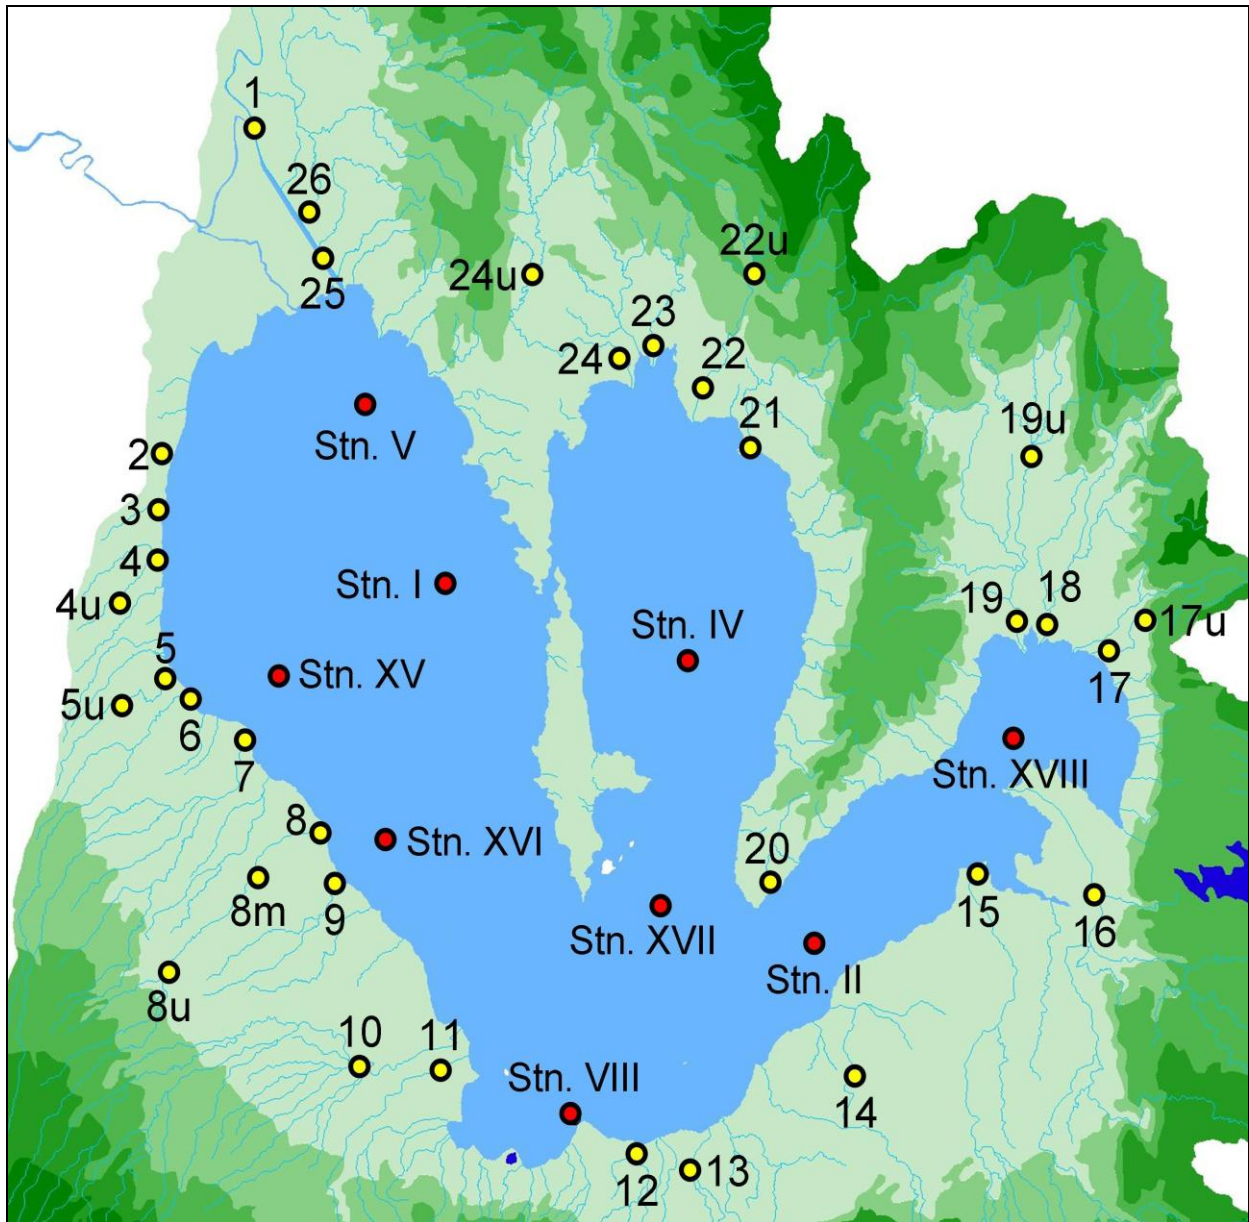 1
26
25
24u
22u
23
24
22
21
Stn. V
2
3
4
4u
5
5u
6
7
Stn. I
Stn. XV
Stn. IV
19u
19
18
17u
17
Stn. XVIII
8
Stn. XVI
8m
9
8u
20
15
16
Stn. XVII
Stn. II
10
11
Stn. VIII
14
12
13